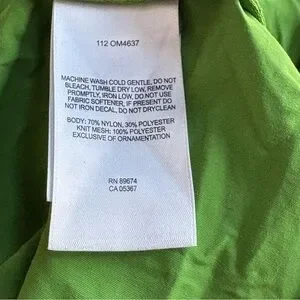 112 OM4637
MACHINE WASH COLD GENTLE, DO NOT
BLEACH, TUMBLE DRY LOW, REMOVE
PROMPTLY, IRON LOW, DO NOT USE
FABRIC SOFTENER, IF PRESENT DO
NOT IRON DECAL, DO NOT DRYCLEAN
BODY: 70% NYLON, 30% POLYESTER
KNIT MESH: 100% POLYESTER
EXCLUSIVE OF ORNAMENTATION
RN 89674
CA 05367